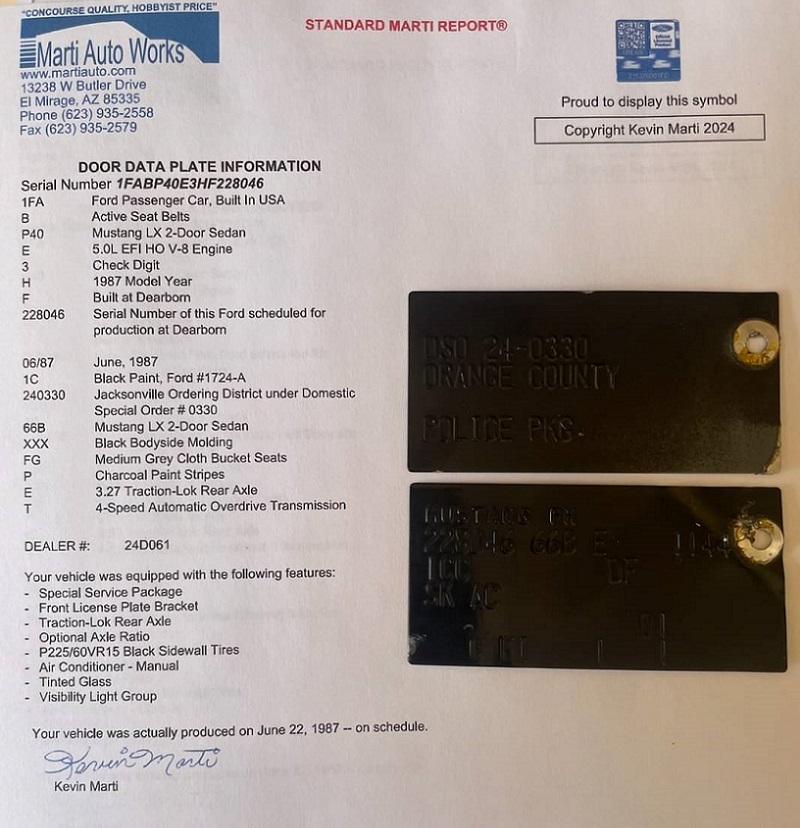 "CONCOURSE QUALITY, HOBBYIST PRICE"
Marti Auto Works
www.martiauto.com
13238 W Butler Drive
El Mirage, AZ 85335
Phone (623) 935-2558
Fax (623) 935-2579
STANDARD MARTI REPORT®
Proud to display this symbol
Copyright Kevin Marti 2024
DOOR DATA PLATE INFORMATION
Serial Number 1FABP40E3HF228046
1FA Ford Passenger Car, Built In USA
B Active Seat Belts
P40 Mustang LX 2-Door Sedan
E 5.0L EFI HO V-8 Engine
3 Check Digit
H 1987 Model Year
F Built at Dearborn
228046 Serial Number of this Ford scheduled for
production at Dearborn
06/87 June, 1987
1C Black Paint, Ford #1724-A
240330 Jacksonville Ordering District under Domestic
Special Order # 0330
66B Mustang LX 2-Door Sedan
XXX Black Bodyside Molding
FG Medium Grey Cloth Bucket Seats
P Charcoal Paint Stripes
E 3.27 Traction-Lok Rear Axle
T 4-Speed Automatic Overdrive Transmission
DEALER #: 24D061
Your vehicle was equipped with the following features:
- Special Service Package
- Front License Plate Bracket
- Traction-Lok Rear Axle
- Optional Axle Ratio
- P225/60VR15 Black Sidewall Tires
- Air Conditioner - Manual
- Tinted Glass
- Visibility Light Group
Your vehicle was actually produced on June 22, 1987 -- on schedule.
Kevin Marti
Kevin Marti
DSO 24-0330
ORANGE COUNTY
POLICE PKG.
MUSTANG
66B
DF
AC